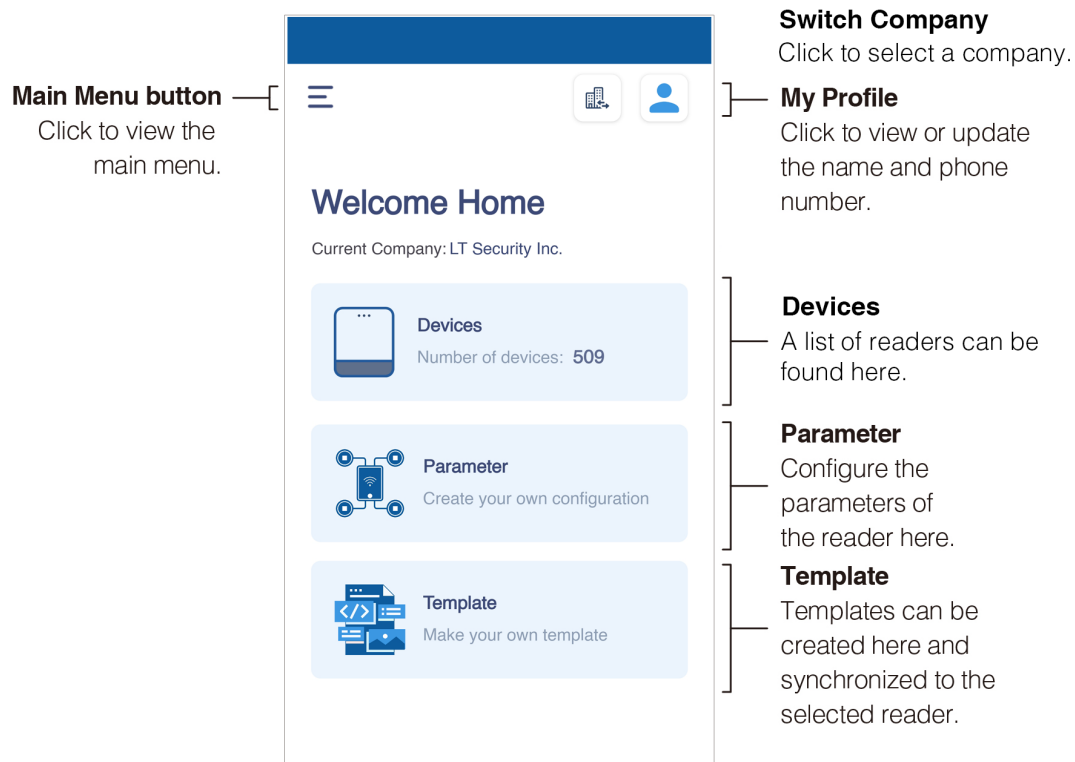 Switch Company
Click to select a company.
Main Menu button
Click to view the
main menu.
My Profile
Click to view or update
the name and phone
number.
Welcome Home
Current Company: LT Security Inc.
Devices
Number of devices: 509
Devices
A list of readers can be
found here.
Parameter
Create your own configuration
Parameter
Configure the
parameters of
the reader here.
Template
Make your own template
Template
Templates can be
created here and
synchronized to the
selected reader.